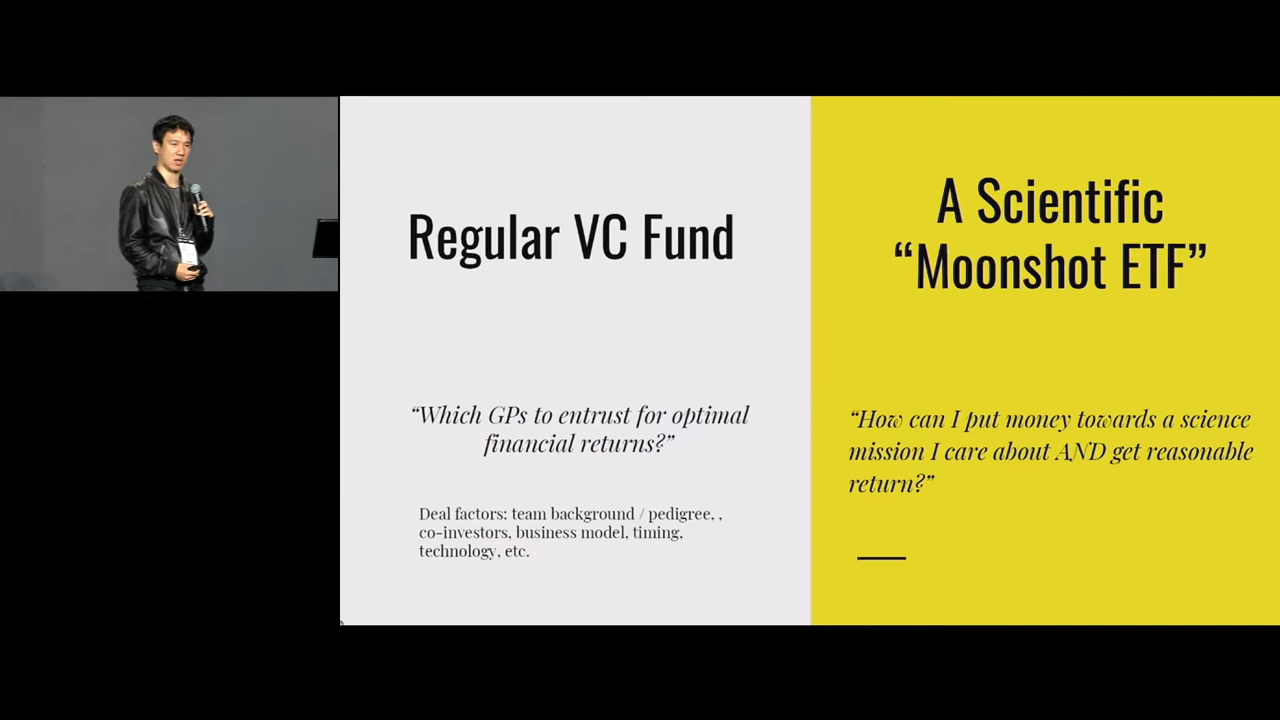 Regular VC Fund
“Which GPs to entrust for optimal
financial returns?”
Deal factors: team background / pedigree, ,
co-investors, business model, timing,
technology, etc.
A Scientific
“Moonshot ETF”
“How can I put money towards a science
mission I care about AND get reasonable
return?”